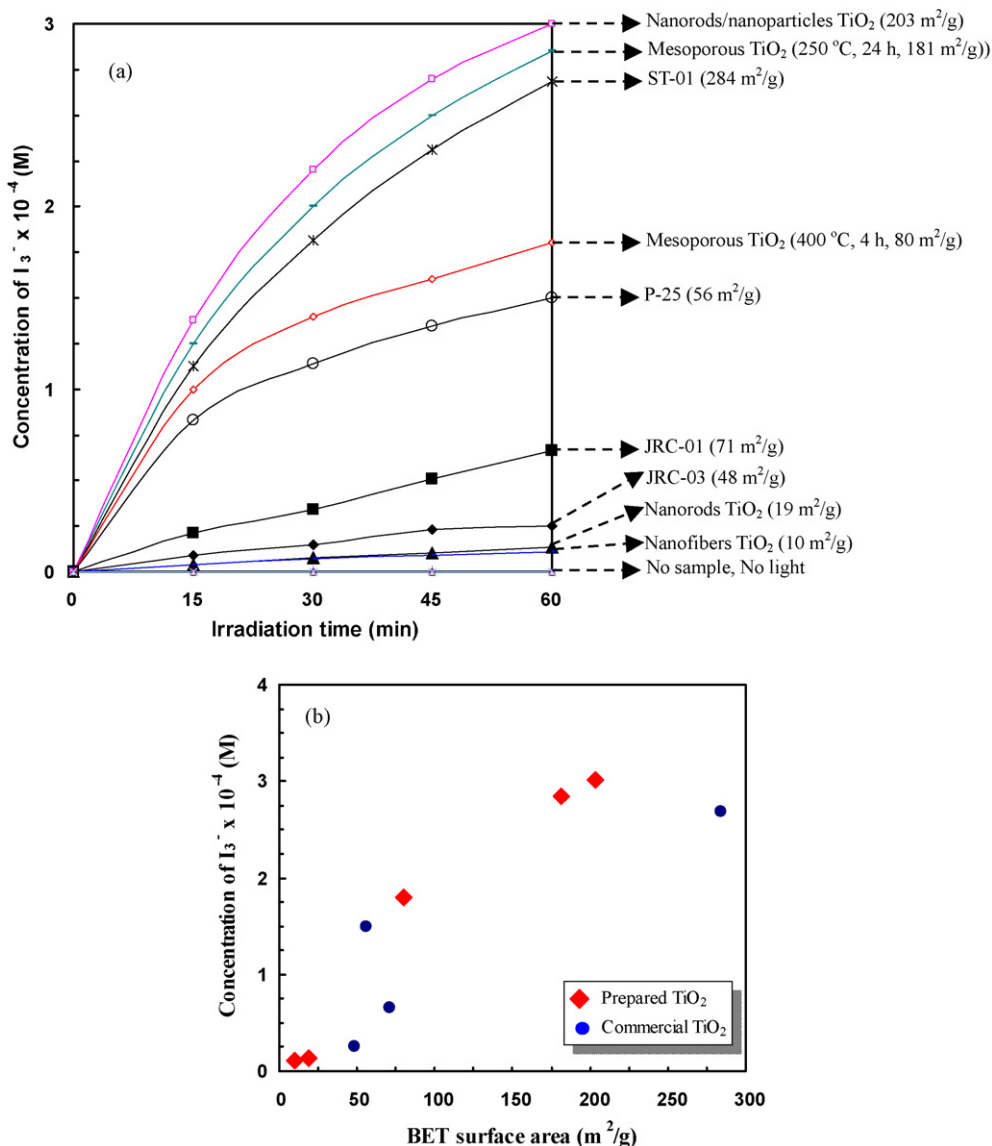 3
(a)
Nanorods/nanoparticles TiO₂ (203 m²/g)
Mesoporous TiO₂ (250 °C, 24 h, 181 m²/g))
ST-01 (284 m²/g)
2
Mesoporous TiO₂ (400 °C, 4 h, 80 m²/g)
P-25 (56 m²/g)
1
JRC-01 (71 m²/g)
JRC-03 (48 m²/g)
Nanorods TiO₂ (19 m²/g)
Nanofibers TiO₂ (10 m²/g)
No sample, No light
0
Concentration of I₃⁻ x 10⁻⁴ (M)
0 15 30 45 60
Irradiation time (min)
(b)
4
3
2
1
0
Concentration of I₃⁻ x 10⁻⁴ (M)
Prepared TiO₂
Commercial TiO₂
0 50 100 150 200 250 300
BET surface area (m²/g)